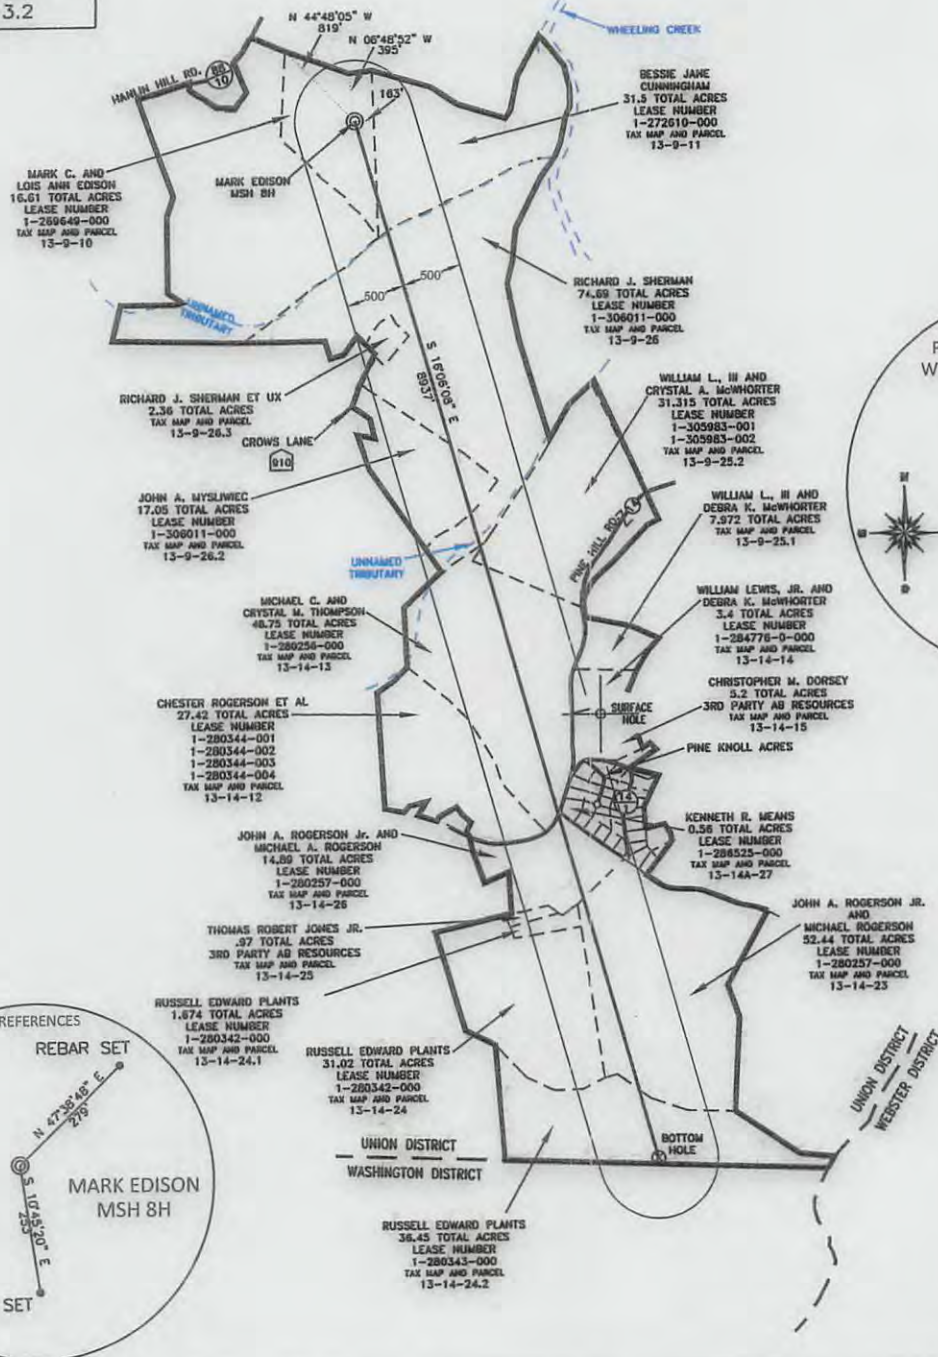 3.2
N 44°48'05" W
819'
N 06°48'52" W
395'
WHEELING CREEK
HANLIN HILL RD.
88
10
163'
BESSIE JANE
CUNNINGHAM
31.5 TOTAL ACRES
LEASE NUMBER
1-272610-000
TAX MAP AND PARCEL
13-9-11
MARK C. AND
LOIS ANN EDISON
16.61 TOTAL ACRES
LEASE NUMBER
1-269649-000
TAX MAP AND PARCEL
13-9-10
MARK EDISON
MSH 8H
UNNAMED
TRIBUTARY
500'
500'
RICHARD J. SHERMAN
74.69 TOTAL ACRES
LEASE NUMBER
1-306011-000
TAX MAP AND PARCEL
13-9-26
S 16°06'08" E
8937'
RICHARD J. SHERMAN ET UX
2.36 TOTAL ACRES
TAX MAP AND PARCEL
13-9-26.3
CROWS LANE
910
WILLIAM L., III AND
CRYSTAL A. McWHORTER
31.315 TOTAL ACRES
LEASE NUMBER
1-305983-001
1-305983-002
TAX MAP AND PARCEL
13-9-25.2
JOHN A. MYSLIWIEC
17.05 TOTAL ACRES
LEASE NUMBER
1-306011-000
TAX MAP AND PARCEL
13-9-26.2
PINE HILL RD.
WILLIAM L., III AND
DEBRA K. McWHORTER
7.972 TOTAL ACRES
TAX MAP AND PARCEL
13-9-25.1
UNNAMED
TRIBUTARY
MICHAEL C. AND
CRYSTAL M. THOMPSON
48.75 TOTAL ACRES
LEASE NUMBER
1-280256-000
TAX MAP AND PARCEL
13-14-13
WILLIAM LEWIS, JR. AND
DEBRA K. McWHORTER
3.4 TOTAL ACRES
LEASE NUMBER
1-284776-0-000
TAX MAP AND PARCEL
13-14-14
CHRISTOPHER M. DORSEY
5.2 TOTAL ACRES
3RD PARTY AB RESOURCES
TAX MAP AND PARCEL
13-14-15
SURFACE
HOLE
PINE KNOLL ACRES
CHESTER ROGERSON ET AL
27.42 TOTAL ACRES
LEASE NUMBER
1-280344-001
1-280344-002
1-280344-003
1-280344-004
TAX MAP AND PARCEL
13-14-12
KENNETH R. MEANS
0.56 TOTAL ACRES
LEASE NUMBER
1-286525-000
TAX MAP AND PARCEL
13-14A-27
JOHN A. ROGERSON Jr. AND
MICHAEL A. ROGERSON
14.89 TOTAL ACRES
LEASE NUMBER
1-280257-000
TAX MAP AND PARCEL
13-14-26
THOMAS ROBERT JONES JR.
.97 TOTAL ACRES
3RD PARTY AB RESOURCES
TAX MAP AND PARCEL
13-14-25
JOHN A. ROGERSON JR.
AND
MICHAEL ROGERSON
52.44 TOTAL ACRES
LEASE NUMBER
1-280257-000
TAX MAP AND PARCEL
13-14-23
RUSSELL EDWARD PLANTS
1.674 TOTAL ACRES
LEASE NUMBER
1-280342-000
TAX MAP AND PARCEL
13-14-24.1
RUSSELL EDWARD PLANTS
31.02 TOTAL ACRES
LEASE NUMBER
1-280342-000
TAX MAP AND PARCEL
13-14-24
UNION DISTRICT
WEBSTER DISTRICT
UNION DISTRICT
WASHINGTON DISTRICT
BOTTOM
HOLE
RUSSELL EDWARD PLANTS
36.45 TOTAL ACRES
LEASE NUMBER
1-280343-000
TAX MAP AND PARCEL
13-14-24.2
REFERENCES
REBAR SET
N 47°38'48" E
279'
MARK EDISON
MSH 8H
S 10°45'20" E
253'
SET